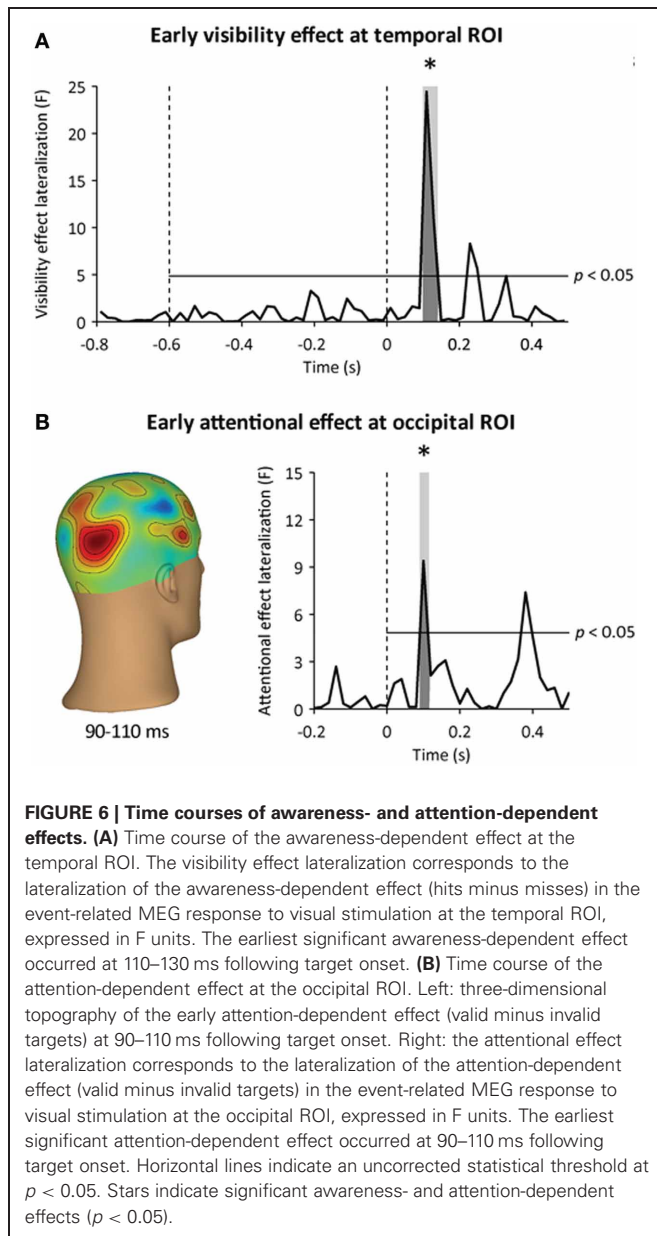 A
Early visibility effect at temporal ROI
*
Visibility effect lateralization (F)
25
20
15
10
5
0
p < 0.05
-0.8 -0.6 -0.4 -0.2 0 0.2 0.4
Time (s)
B
Early attentional effect at occipital ROI
*
90-110 ms
Attentional effect lateralization (F)
15
12
9
6
3
0
p < 0.05
-0.2 0 0.2 0.4
Time (s)
FIGURE 6 | Time courses of awareness- and attention-dependent
effects. (A) Time course of the awareness-dependent effect at the
temporal ROI. The visibility effect lateralization corresponds to the
lateralization of the awareness-dependent effect (hits minus misses) in the
event-related MEG response to visual stimulation at the temporal ROI,
expressed in F units. The earliest significant awareness-dependent effect
occurred at 110–130 ms following target onset. (B) Time course of the
attention-dependent effect at the occipital ROI. Left: three-dimensional
topography of the early attention-dependent effect (valid minus invalid
targets) at 90–110 ms following target onset. Right: the attentional effect
lateralization corresponds to the lateralization of the attention-dependent
effect (valid minus invalid targets) in the event-related MEG response to
visual stimulation at the occipital ROI, expressed in F units. The earliest
significant attention-dependent effect occurred at 90–110 ms following
target onset. Horizontal lines indicate an uncorrected statistical threshold at
p < 0.05. Stars indicate significant awareness- and attention-dependent
effects (p < 0.05).